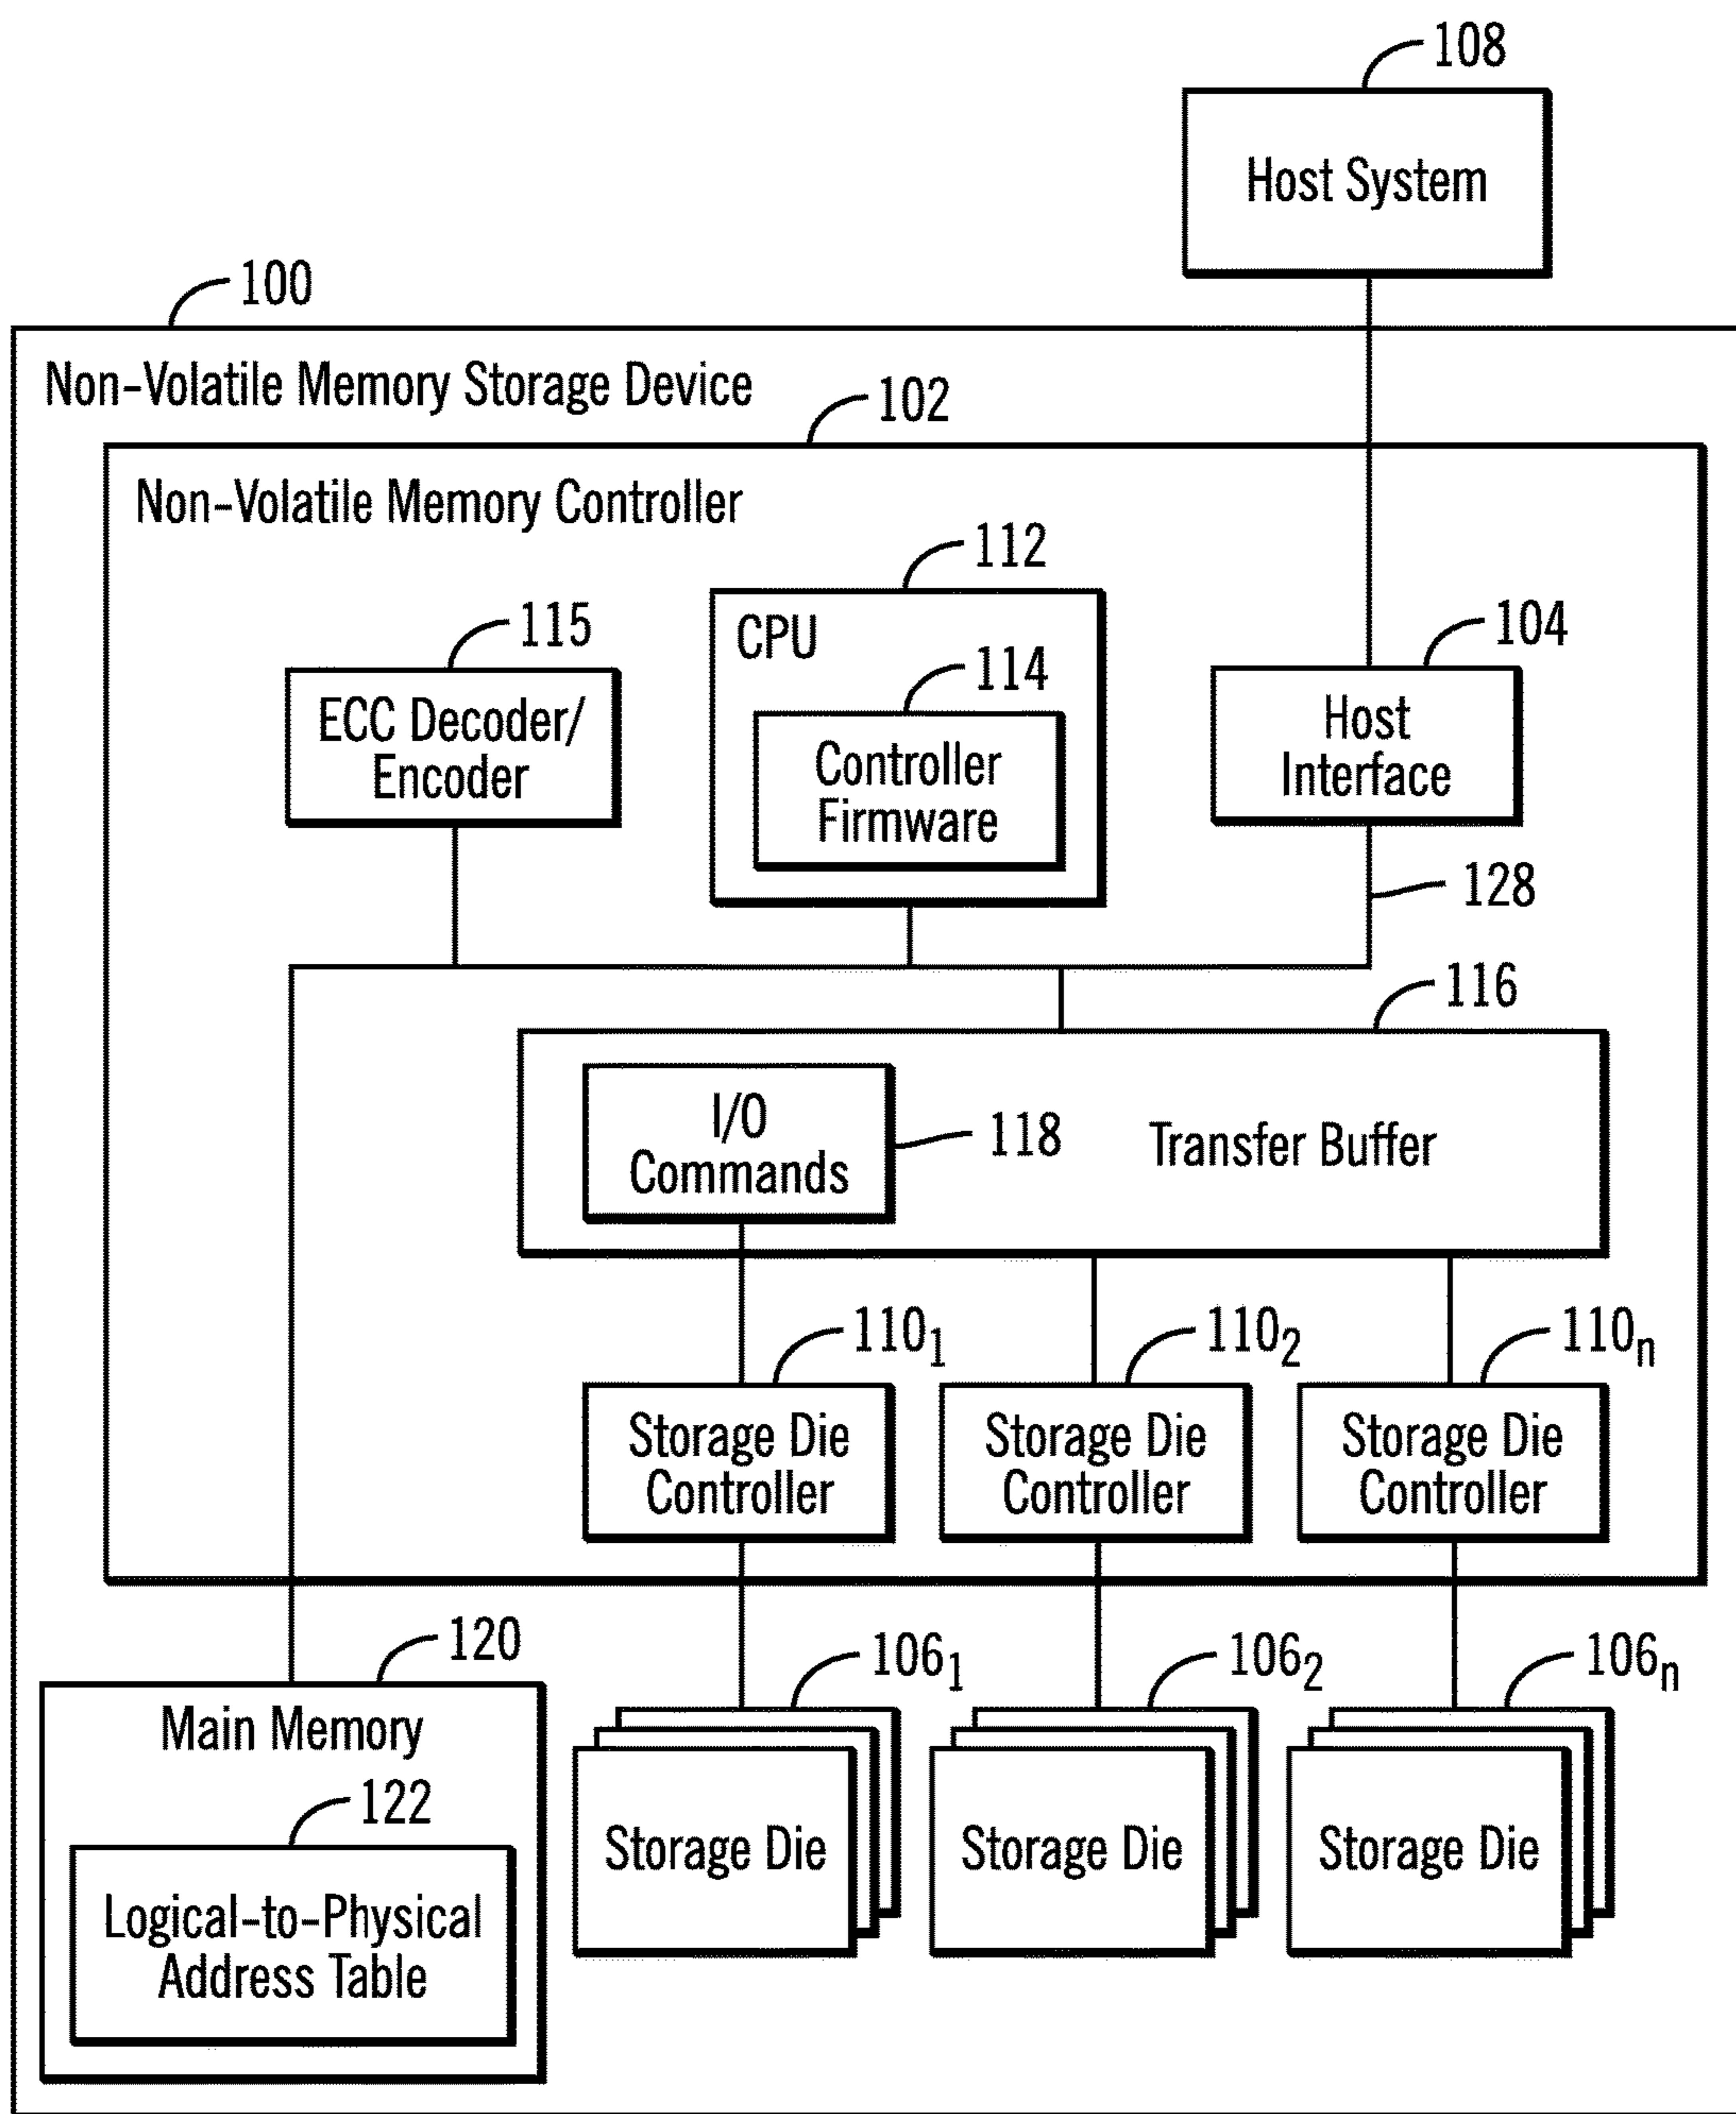 108
Host System
100
Non-Volatile Memory Storage Device
102
Non-Volatile Memory Controller
112
CPU
115
ECC Decoder/
Encoder
114
Controller
Firmware
104
Host
Interface
128
116
I/O
Commands
118
Transfer Buffer
110₁
110₂
110ₙ
Storage Die
Controller
Storage Die
Controller
Storage Die
Controller
120
Main Memory
122
Logical-to-Physical
Address Table
106₁
106₂
106ₙ
Storage Die
Storage Die
Storage Die